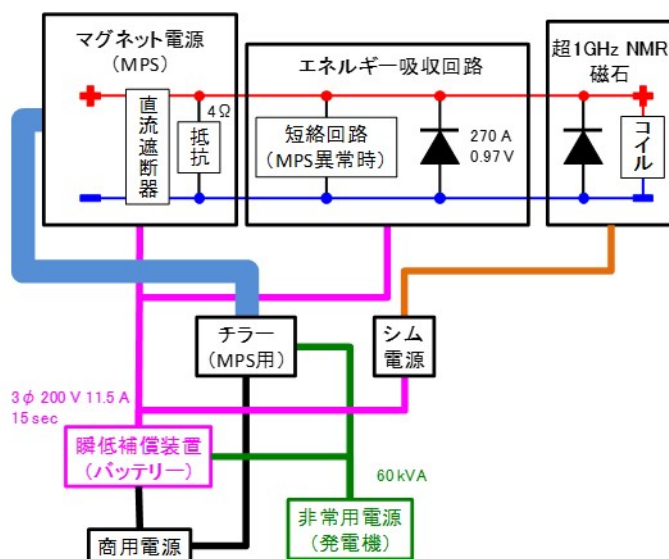 マグネット電源
(MPS)
エネルギー吸収回路
超1GHz NMR
磁石
直流遮断器
4Ω
抵抗
短絡回路
(MPS異常時)
270 A
0.97 V
コイル
チラー
(MPS用)
シム
電源
3φ 200 V 11.5 A
15 sec
瞬低補償装置
(バッテリー)
60 kVA
非常用電源
(発電機)
商用電源